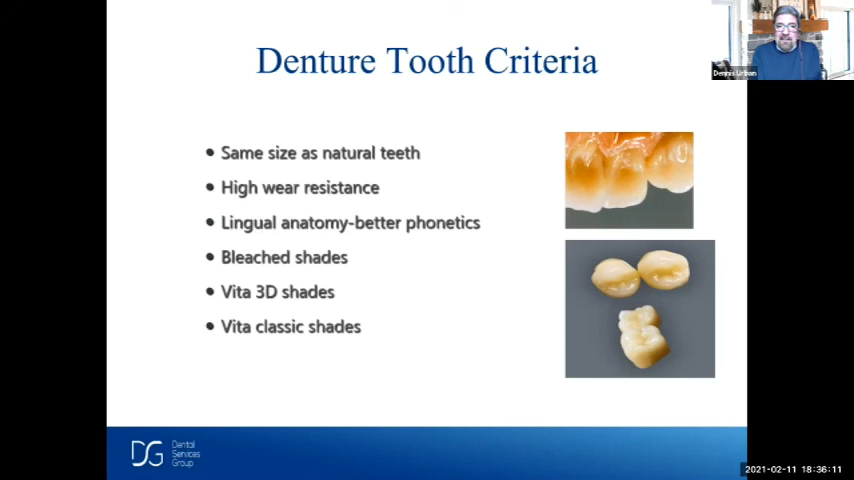 Denture Tooth Criteria
Dennis Urban
• Same size as natural teeth
• High wear resistance
• Lingual anatomy-better phonetics
• Bleached shades
• Vita 3D shades
• Vita classic shades
DSG
Dental
Services
Group
2021-02-11 18:36:11